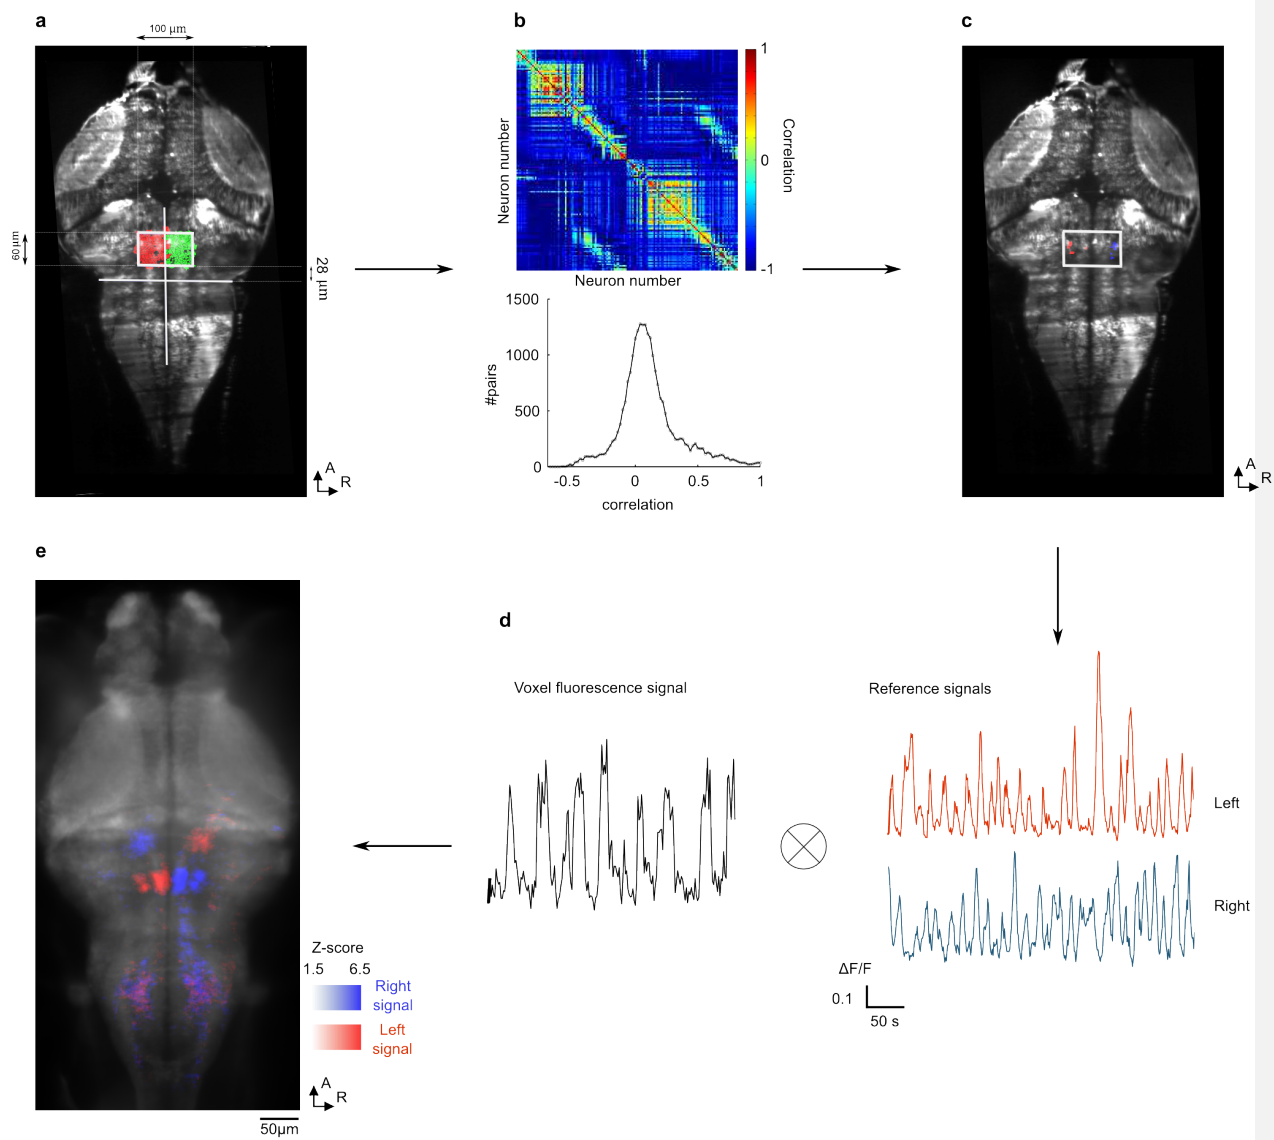 a
100 µm
60 µm
28 µm
A
R
b
Neuron number
1
0
-1
Correlation
Neuron number
1500
1000
500
0
#pairs
-0.5
0
0.5
1
correlation
c
A
R
e
d
Voxel fluorescence signal
Reference signals
Left
Right
ΔF/F
0.1
50 s
Z-score
1.5 6.5
Right
signal
Left
signal
A
R
50µm